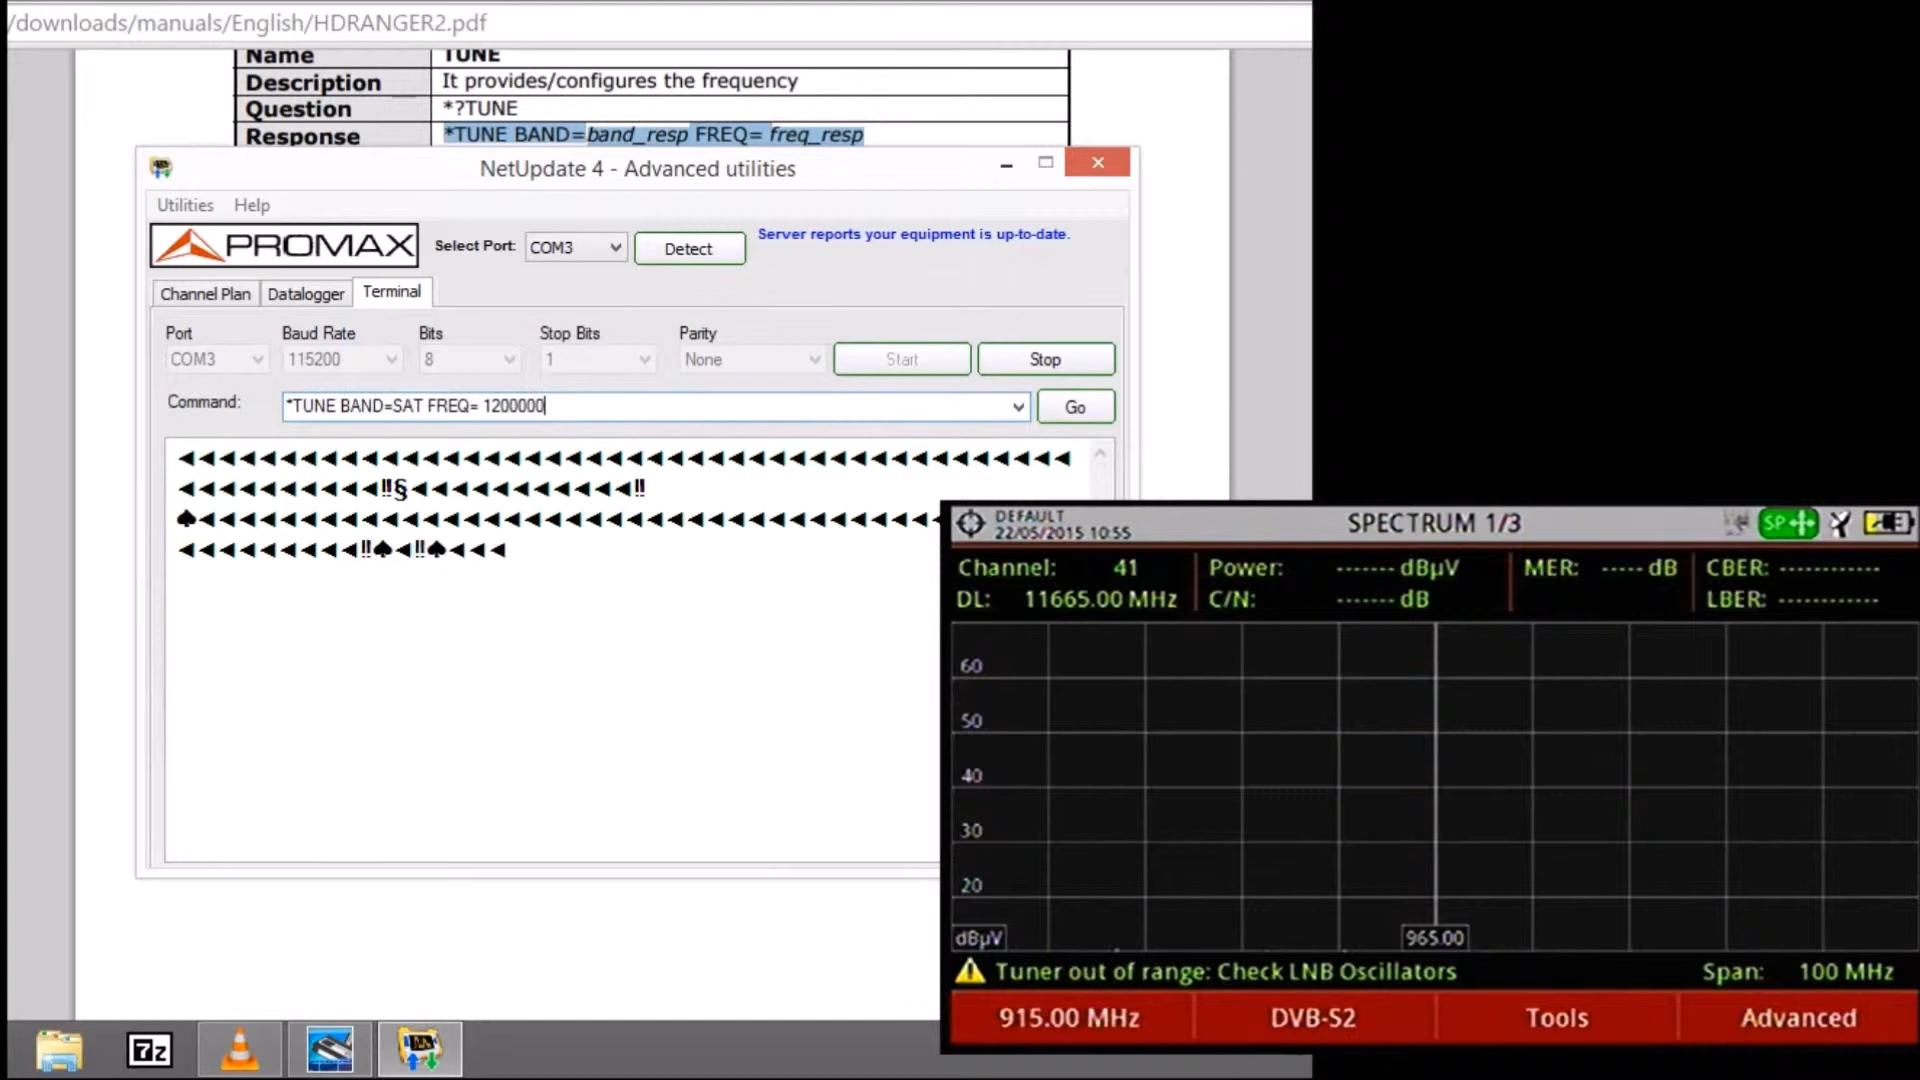 /downloads/manuals/English/HDRANGER2.pdf
Name TUNE
Description It provides/configures the frequency
Question *?TUNE
Response *TUNE BAND=band_resp FREQ= freq_resp
NetUpdate 4 - Advanced utilities
Utilities Help
PROMAX Select Port: COM3 Detect Server reports your equipment is up-to-date.
Channel Plan Datalogger Terminal
Port Baud Rate Bits Stop Bits Parity
COM3 115200 8 1 None Start Stop
Command: *TUNE BAND=SAT FREQ= 1200000 Go
◄◄◄◄◄◄◄◄◄◄◄◄◄◄◄◄◄◄◄◄◄◄◄◄◄◄◄◄◄◄◄◄◄◄◄◄◄◄◄◄◄◄◄◄
◄◄◄◄◄◄◄◄◄◄‼§◄◄◄◄◄◄◄◄◄◄◄‼
♠◄◄◄◄◄◄◄◄◄◄◄◄◄◄◄◄◄◄◄◄◄◄◄◄◄◄◄◄◄◄◄◄◄◄◄◄◄
◄◄◄◄◄◄◄◄◄‼♠◄‼♠◄◄◄
DEFAULT
22/05/2015 10:55
SPECTRUM 1/3
SP
Channel: 41 Power: ------- dBµV MER: ----- dB CBER: ------------
DL: 11665.00 MHz C/N: ------- dB LBER: ------------
60
50
40
30
20
dBµV 965.00
Tuner out of range: Check LNB Oscillators Span: 100 MHz
915.00 MHz DVB-S2 Tools Advanced
7z